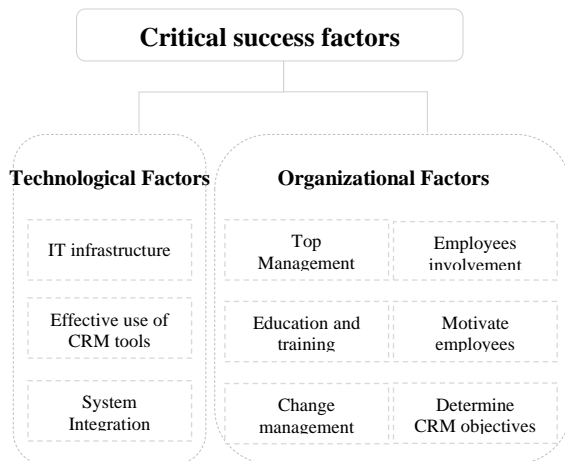 Critical success factors
Technological Factors
IT infrastructure
Effective use of
CRM tools
System
Integration
Organizational Factors
Top
Management
Employees
involvement
Education and
training
Motivate
employees
Change
management
Determine
CRM objectives